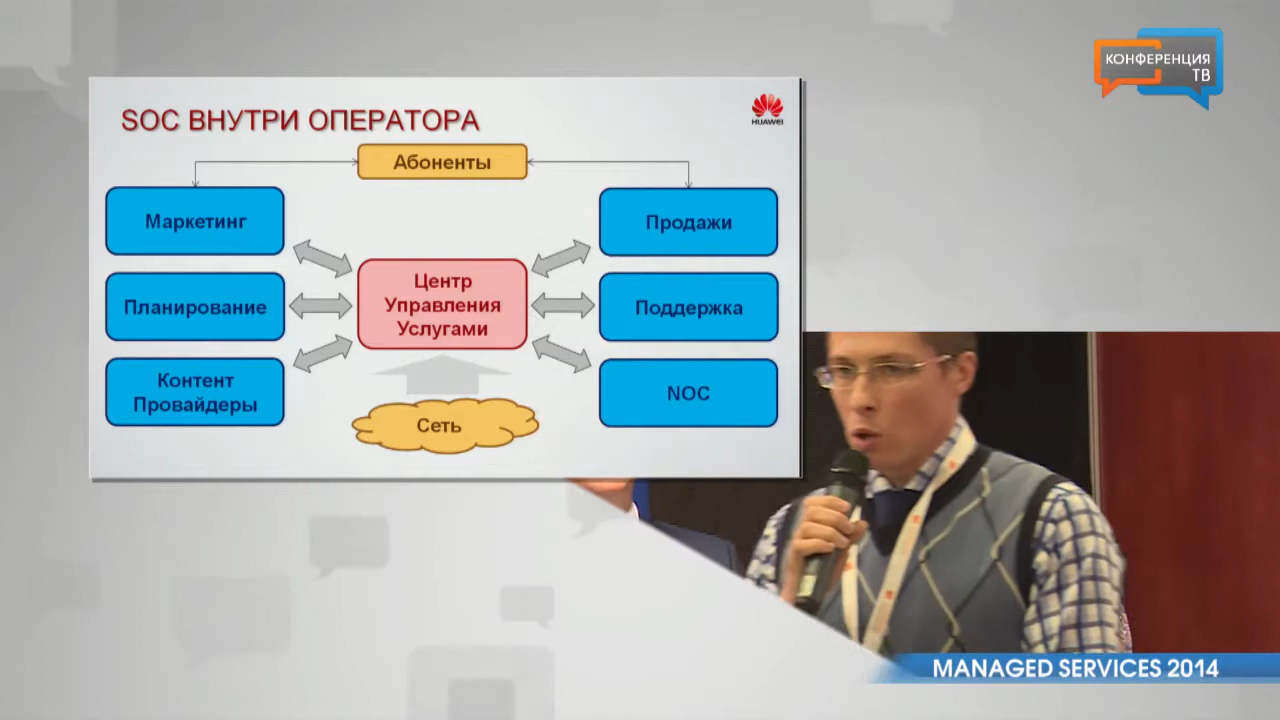 КОНФЕРЕНЦИЯ
ТВ
SOC ВНУТРИ ОПЕРАТОРА
HUAWEI
Абоненты
Маркетинг
Продажи
Центр
Управления
Услугами
Планирование
Поддержка
Контент
Провайдеры
NOC
Сеть
MANAGED SERVICES 2014